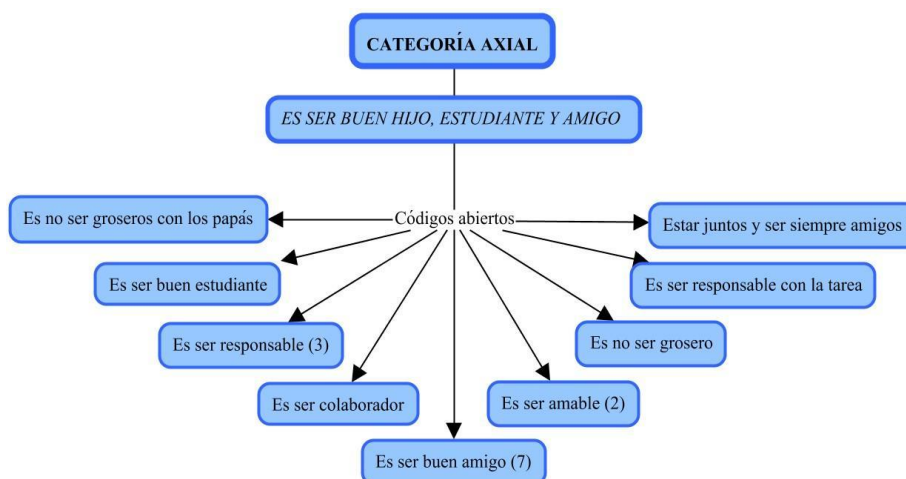 CATEGORÍA AXIAL
ES SER BUEN HIJO, ESTUDIANTE Y AMIGO
Códigos abiertos
Es no ser groseros con los papás
Estar juntos y ser siempre amigos
Es ser buen estudiante
Es ser responsable con la tarea
Es ser responsable (3)
Es no ser grosero
Es ser colaborador
Es ser amable (2)
Es ser buen amigo (7)